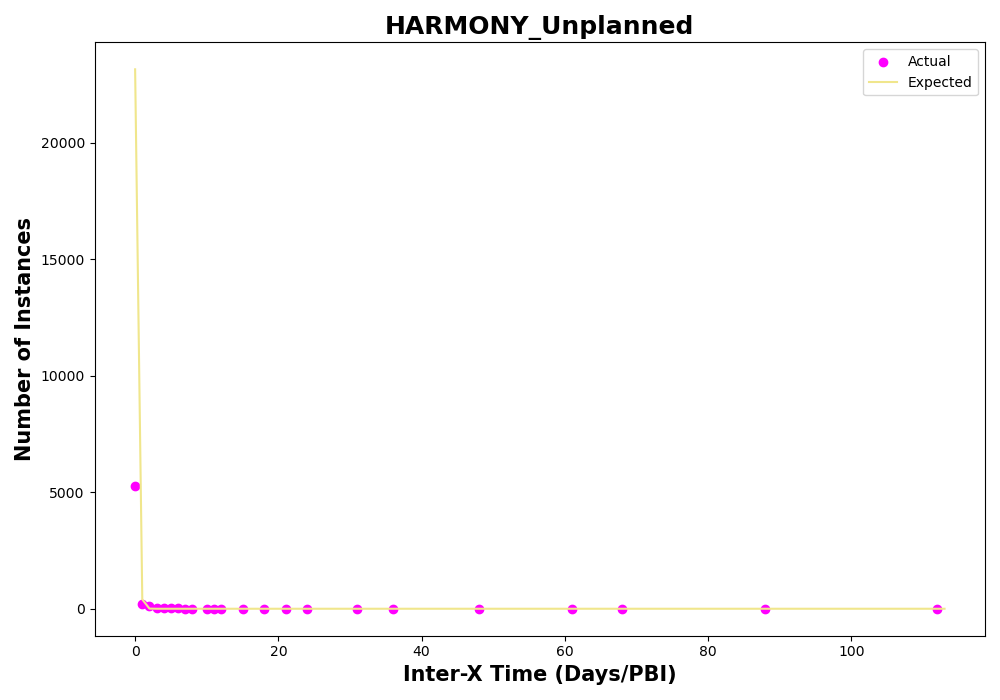 HARMONY_Unplanned
Actual
Expected
Number of Instances
20000
15000
10000
5000
0
0
20
40
60
80
100
Inter-X Time (Days/PBI)